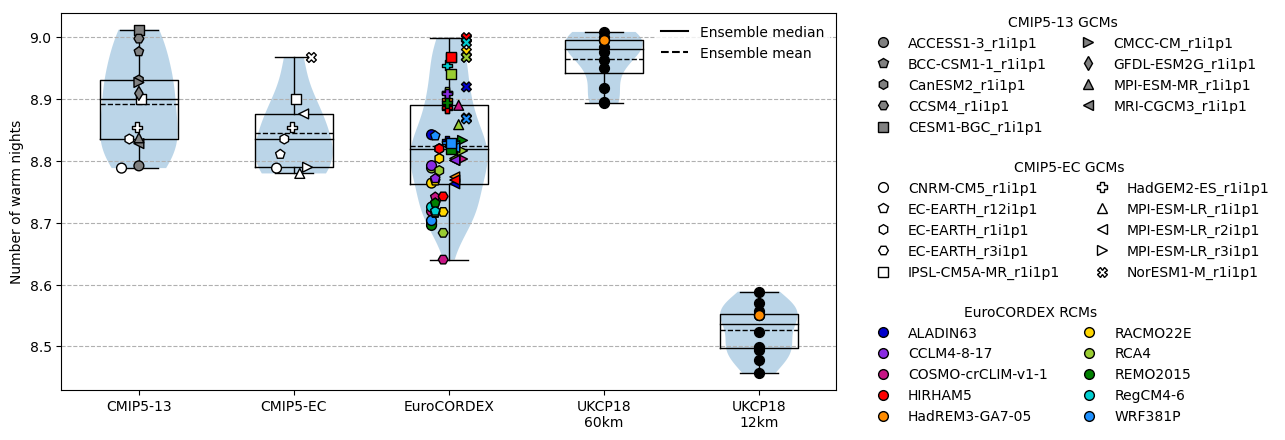 Number of warm nights
9.0
8.9
8.8
8.7
8.6
8.5
Ensemble median
Ensemble mean
CMIP5-13
CMIP5-EC
EuroCORDEX
UKCP18
60km
UKCP18
12km
CMIP5-13 GCMs
ACCESS1-3_r1i1p1
BCC-CSM1-1_r1i1p1
CanESM2_r1i1p1
CCSM4_r1i1p1
CESM1-BGC_r1i1p1
CMCC-CM_r1i1p1
GFDL-ESM2G_r1i1p1
MPI-ESM-MR_r1i1p1
MRI-CGCM3_r1i1p1
CMIP5-EC GCMs
CNRM-CM5_r1i1p1
EC-EARTH_r12i1p1
EC-EARTH_r1i1p1
EC-EARTH_r3i1p1
IPSL-CM5A-MR_r1i1p1
HadGEM2-ES_r1i1p1
MPI-ESM-LR_r1i1p1
MPI-ESM-LR_r2i1p1
MPI-ESM-LR_r3i1p1
NorESM1-M_r1i1p1
EuroCORDEX RCMs
ALADIN63
CCLM4-8-17
COSMO-crCLIM-v1-1
HIRHAM5
HadREM3-GA7-05
RACMO22E
RCA4
REMO2015
RegCM4-6
WRF381P